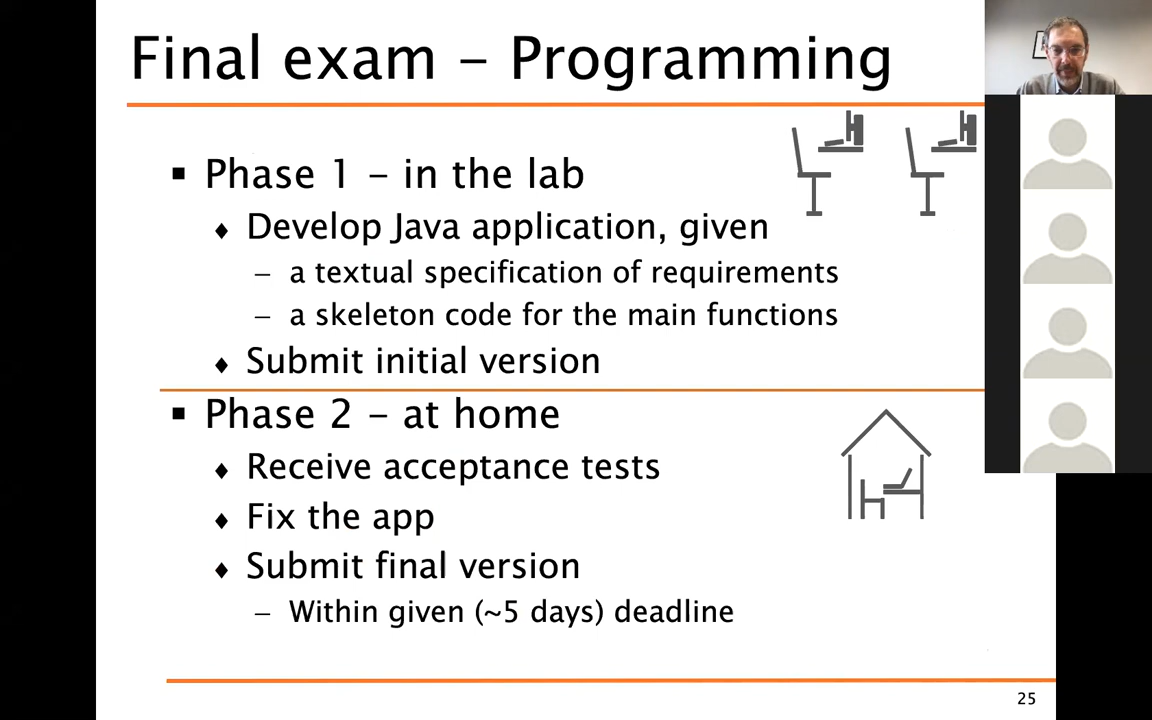 Final exam – Programming
▪ Phase 1 – in the lab
♦ Develop Java application, given
– a textual specification of requirements
– a skeleton code for the main functions
♦ Submit initial version
▪ Phase 2 – at home
♦ Receive acceptance tests
♦ Fix the app
♦ Submit final version
– Within given (~5 days) deadline
25